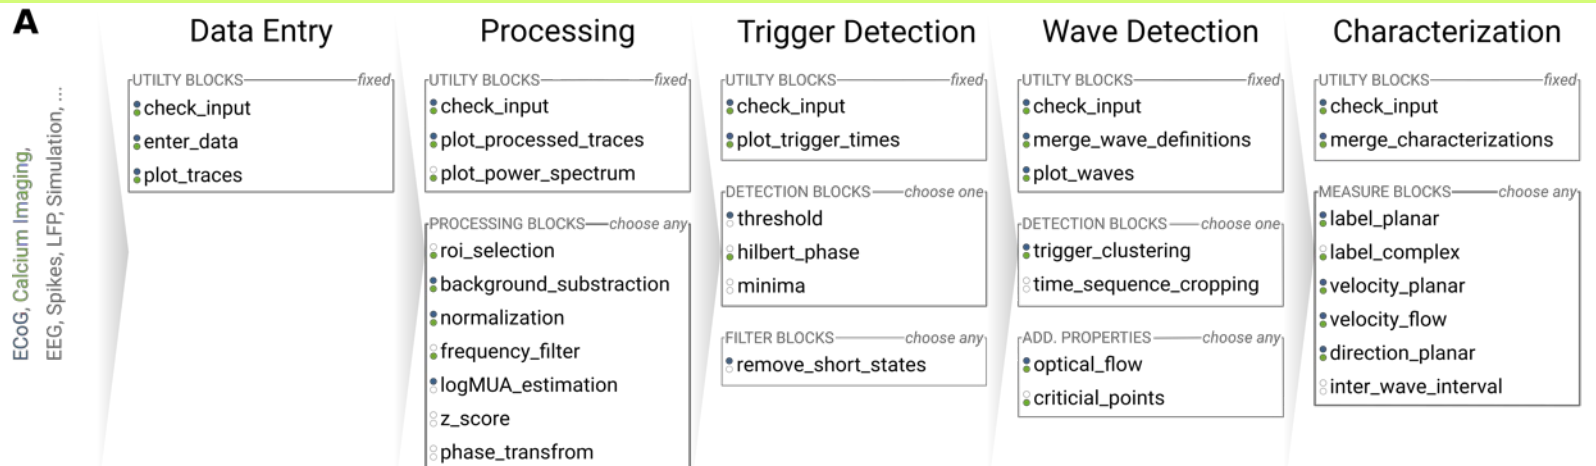 A
ECoG, Calcium Imaging,
EEG, Spikes, LFP, Simulation, ...
Data Entry
UTILTY BLOCKS fixed
check_input
enter_data
plot_traces
Processing
UTILTY BLOCKS fixed
check_input
plot_processed_traces
plot_power_spectrum
PROCESSING BLOCKS choose any
roi_selection
background_substraction
normalization
frequency_filter
logMUA_estimation
z_score
phase_transfrom
Trigger Detection
UTILTY BLOCKS fixed
check_input
plot_trigger_times
DETECTION BLOCKS choose one
threshold
hilbert_phase
minima
FILTER BLOCKS choose any
remove_short_states
Wave Detection
UTILTY BLOCKS fixed
check_input
merge_wave_definitions
plot_waves
DETECTION BLOCKS choose one
trigger_clustering
time_sequence_cropping
ADD. PROPERTIES choose any
optical_flow
criticial_points
Characterization
UTILTY BLOCKS fixed
check_input
merge_characterizations
MEASURE BLOCKS choose any
label_planar
label_complex
velocity_planar
velocity_flow
direction_planar
inter_wave_interval